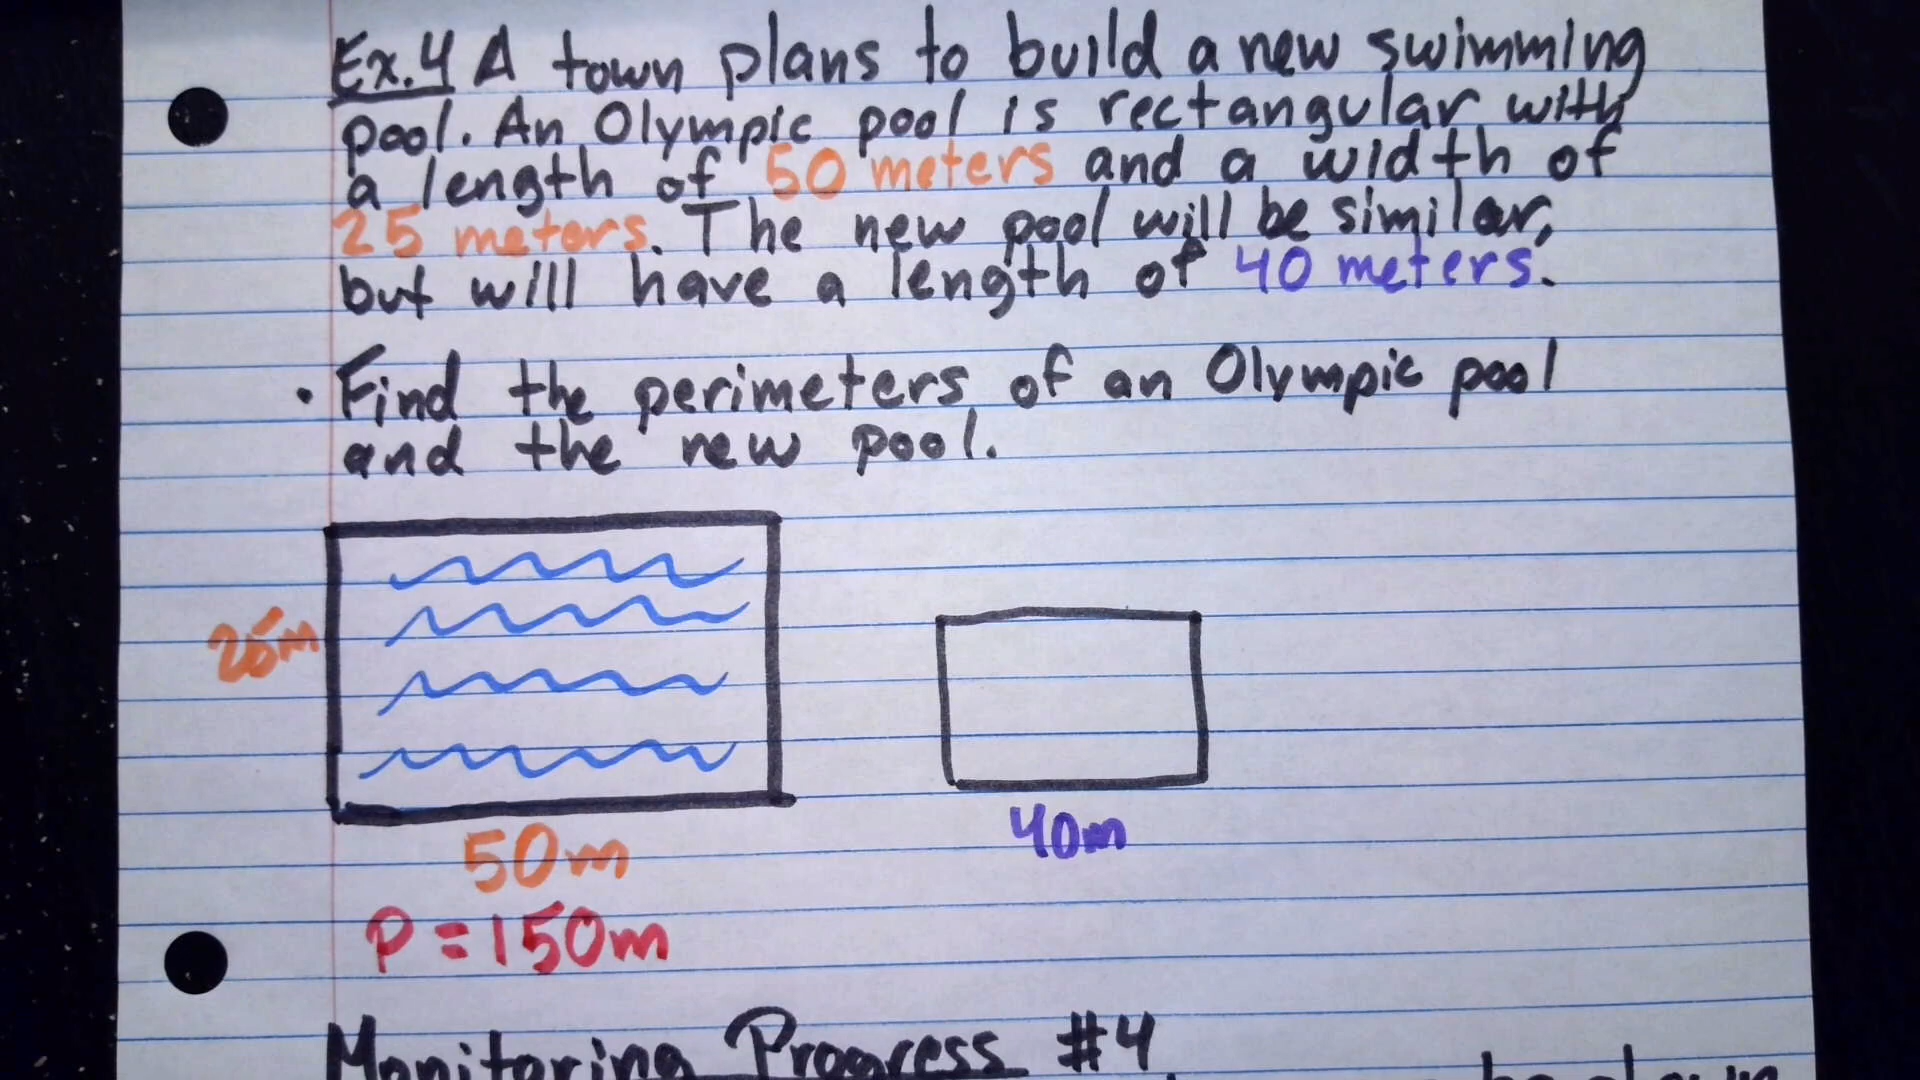 Ex.4 A town plans to build a new swimming
pool. An Olympic pool is rectangular with
a length of 50 meters and a width of
25 meters. The new pool will be similar,
but will have a length of 40 meters.
• Find the perimeters of an Olympic pool
and the new pool.
25m
50m
40m
P = 150m
Monitoring Progress #4